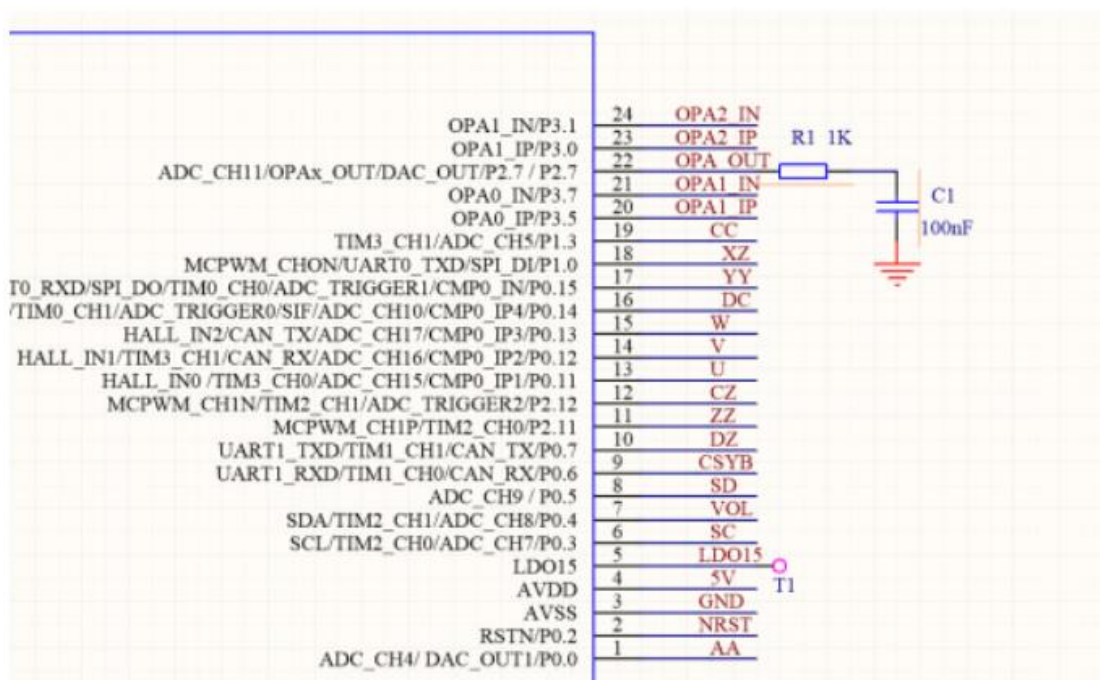 24 OPA2_IN
OPA1_IN/P3.1
23 OPA2_IP
R1 1K
OPA1_IP/P3.0
22 OPA_OUT
ADC_CH11/OPAx_OUT/DAC_OUT/P2.7 / P2.7
21 OPA1_IN
OPA0_IN/P3.7
C1
20 OPA1_IP
OPA0_IP/P3.5
100nF
19 CC
TIM3_CH1/ADC_CH5/P1.3
18 XZ
MCPWM_CHON/UART0_TXD/SPI_DI/P1.0
17 YY
T0_RXD/SPI_DO/TIM0_CH0/ADC_TRIGGER1/CMP0_IN/P0.15
16 DC
/TIM0_CH1/ADC_TRIGGER0/SIF/ADC_CH10/CMP0_IP4/P0.14
15 W
HALL_IN2/CAN_TX/ADC_CH17/CMP0_IP3/P0.13
14 V
HALL_IN1/TIM3_CH1/CAN_RX/ADC_CH16/CMP0_IP2/P0.12
13 U
HALL_IN0 /TIM3_CH0/ADC_CH15/CMP0_IP1/P0.11
12 CZ
MCPWM_CH1N/TIM2_CH1/ADC_TRIGGER2/P2.12
11 ZZ
MCPWM_CH1P/TIM2_CH0/P2.11
10 DZ
UART1_TXD/TIM1_CH1/CAN_TX/P0.7
9 CSYB
UART1_RXD/TIM1_CH0/CAN_RX/P0.6
8 SD
ADC_CH9 / P0.5
7 VOL
SDA/TIM2_CH1/ADC_CH8/P0.4
6 SC
SCL/TIM2_CH0/ADC_CH7/P0.3
5 LDO15
LDO15
T1
4 5V
AVDD
3 GND
AVSS
2 NRST
RSTN/P0.2
1 AA
ADC_CH4/ DAC_OUT1/P0.0